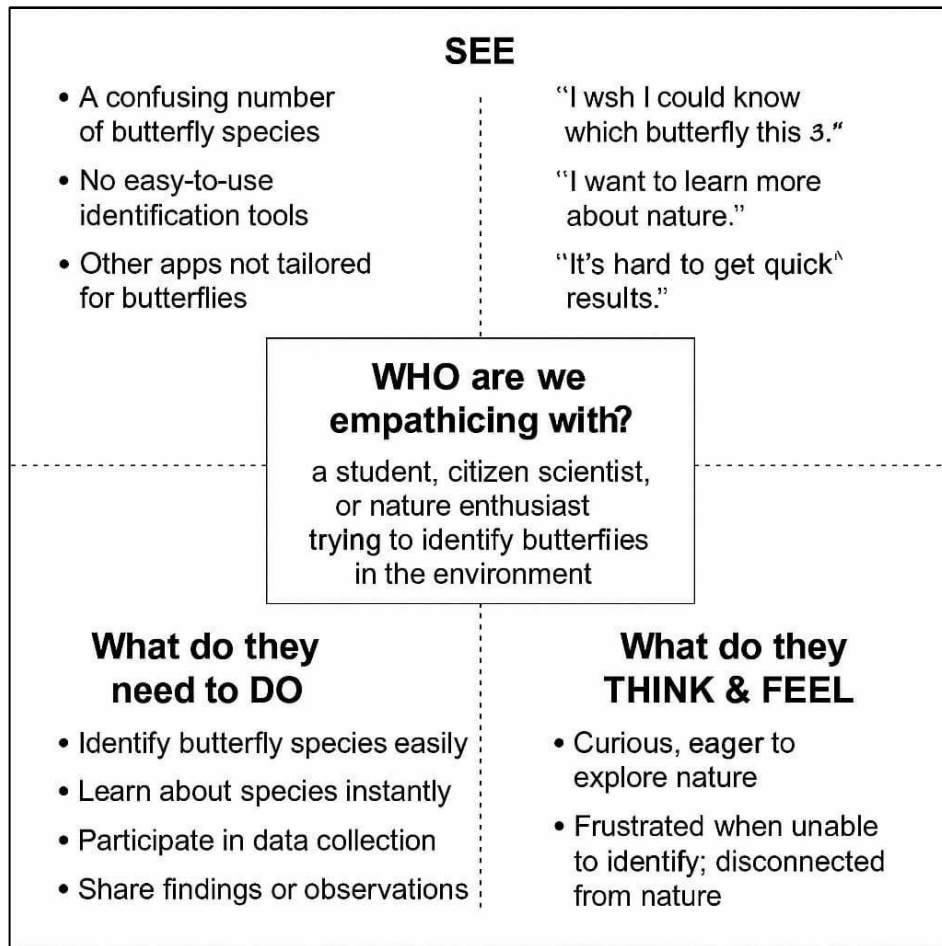 SEE
• A confusing number
of butterfly species
• No easy-to-use
identification tools
• Other apps not tailored
for butterflies
“I wsh I could know
which butterfly this 3.”
“I want to learn more
about nature.”
“It’s hard to get quick^
results.”
WHO are we
empathicing with?
a student, citizen scientist,
or nature enthusiast
trying to identify butterfiies
in the environment
What do they
need to DO
• Identify butterfly species easily
• Learn about species instantly
• Participate in data collection
• Share findings or observations
What do they
THINK & FEEL
• Curious, eager to
explore nature
• Frustrated when unable
to identify; disconnected
from nature